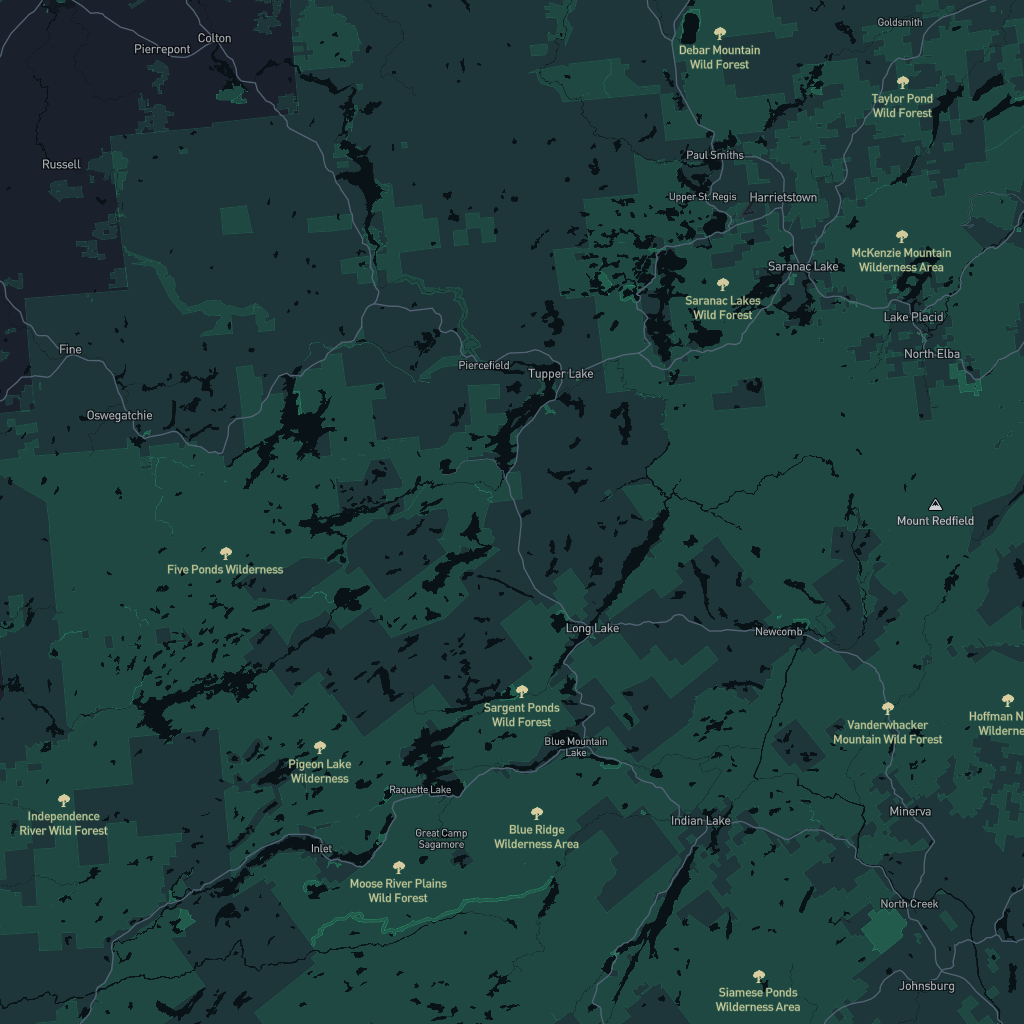 Goldsmith
Colton
Pierrepont
Debar Mountain
Wild Forest
Taylor Pond
Wild Forest
Paul Smiths
Russell
Upper St. Regis
Harrietstown
McKenzie Mountain
Wilderness Area
Saranac Lake
Saranac Lakes
Wild Forest
Lake Placid
Fine
North Elba
Piercefield
Tupper Lake
Oswegatchie
Mount Redfield
Five Ponds Wilderness
Long Lake
Newcomb
Sargent Ponds
Wild Forest
Hoffman N
Wilderne
Vanderwhacker
Mountain Wild Forest
Blue Mountain
Lake
Pigeon Lake
Wilderness
Raquette Lake
Independence
River Wild Forest
Minerva
Indian Lake
Blue Ridge
Wilderness Area
Great Camp
Sagamore
Inlet
Moose River Plains
Wild Forest
North Creek
Johnsburg
Siamese Ponds
Wilderness Area